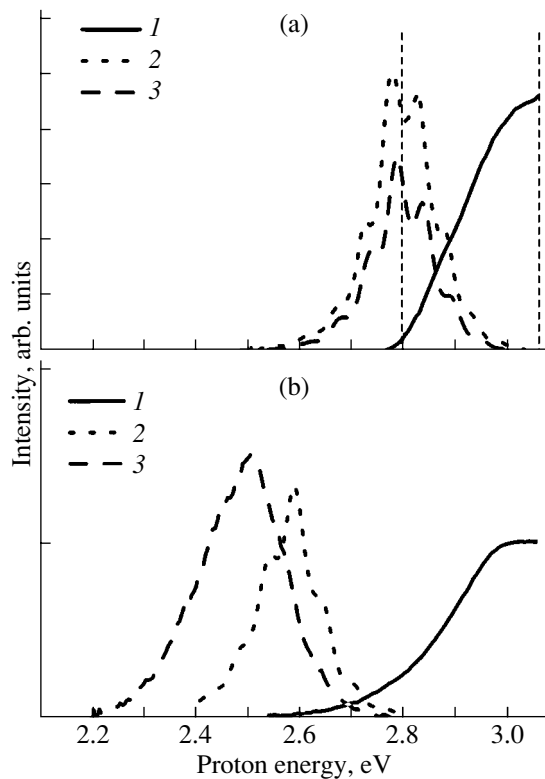 (a)
1
2
3
Intensity, arb. units
(b)
1
2
3
2.2 2.4 2.6 2.8 3.0
Proton energy, eV